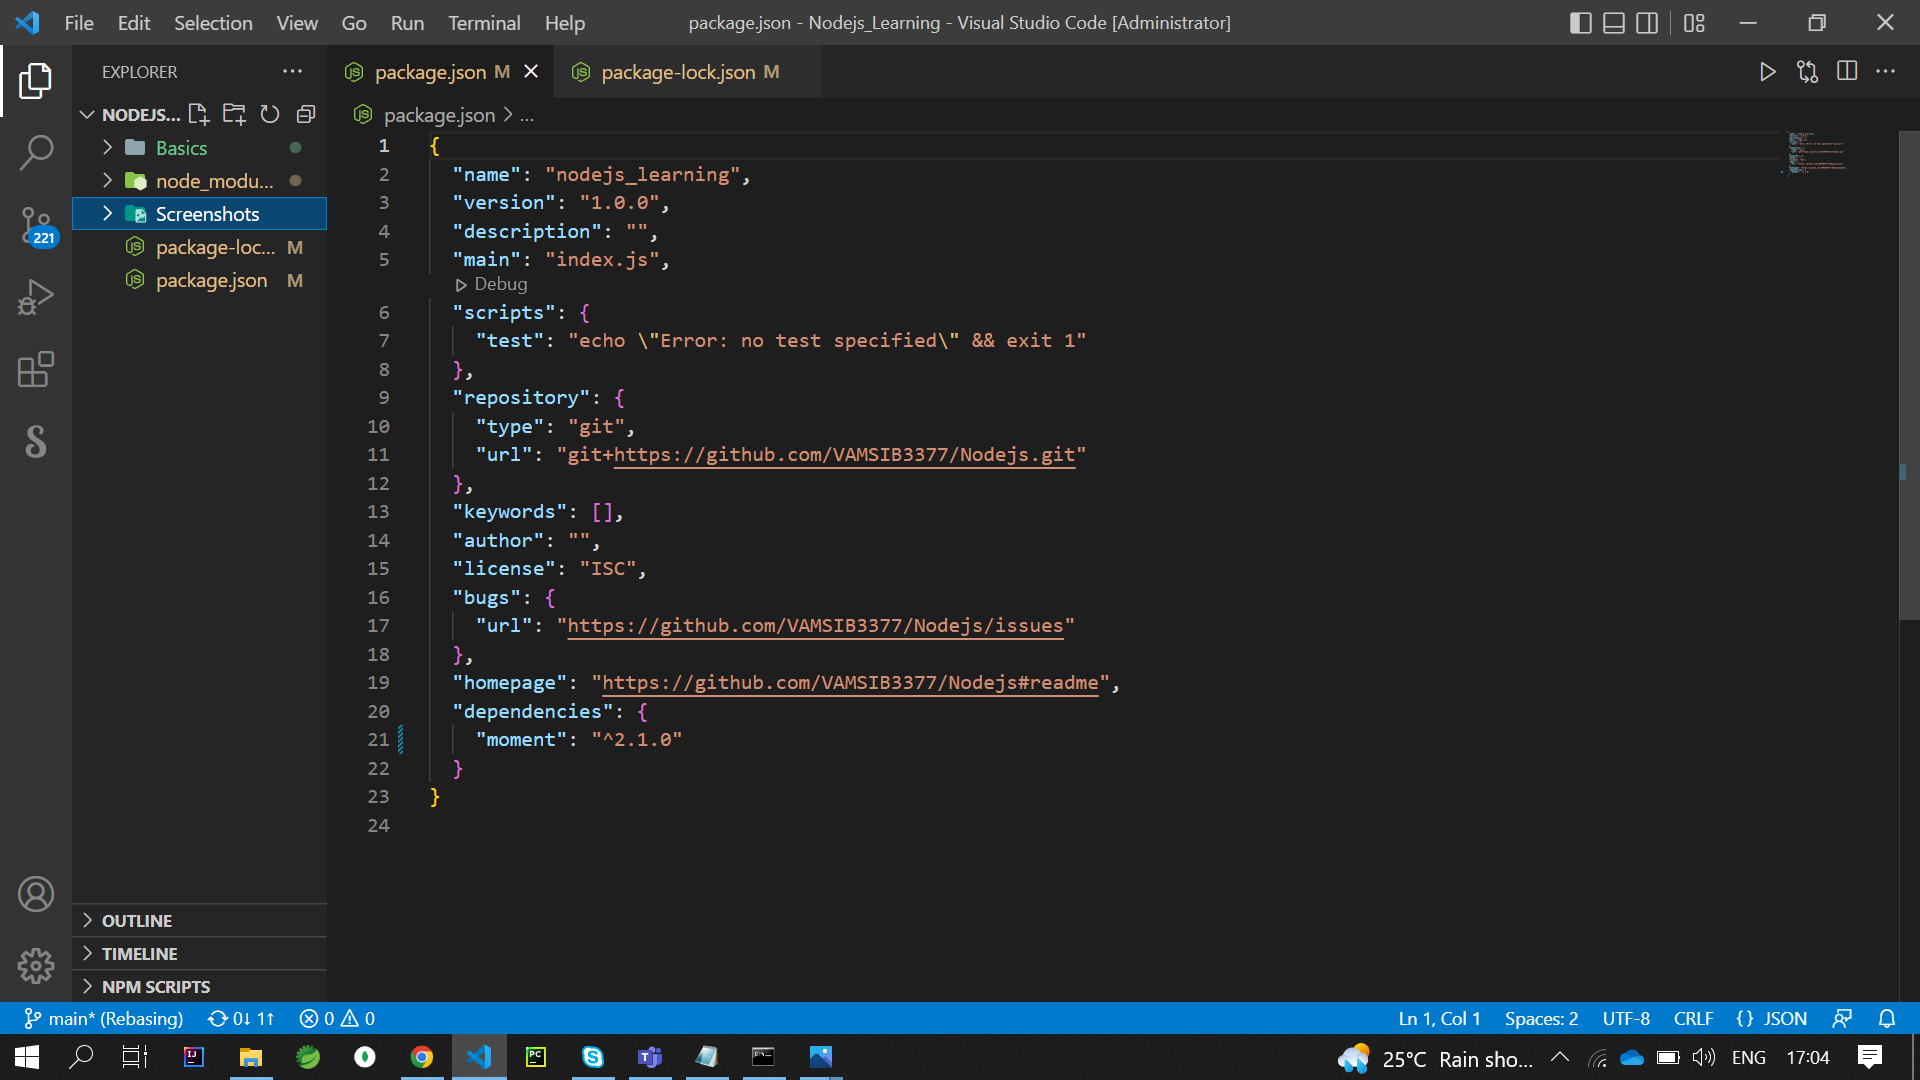 File Edit Selection View Go Run Terminal Help
package.json - Nodejs_Learning - Visual Studio Code [Administrator]
EXPLORER
NODEJS...
Basics
node_modu...
Screenshots
package-loc... M
package.json M
OUTLINE
TIMELINE
NPM SCRIPTS
221
package.json M
package-lock.json M
package.json > ...
1 {
2 "name": "nodejs_learning",
3 "version": "1.0.0",
4 "description": "",
5 "main": "index.js",
Debug
6 "scripts": {
7 "test": "echo \"Error: no test specified\" && exit 1"
8 },
9 "repository": {
10 "type": "git",
11 "url": "git+https://github.com/VAMSIB3377/Nodejs.git"
12 },
13 "keywords": [],
14 "author": "",
15 "license": "ISC",
16 "bugs": {
17 "url": "https://github.com/VAMSIB3377/Nodejs/issues"
18 },
19 "homepage": "https://github.com/VAMSIB3377/Nodejs#readme",
20 "dependencies": {
21 "moment": "^2.1.0"
22 }
23 }
24
main* (Rebasing) 0↓ 1↑ 0 0
Ln 1, Col 1 Spaces: 2 UTF-8 CRLF {} JSON
25°C Rain sho... ENG 17:04